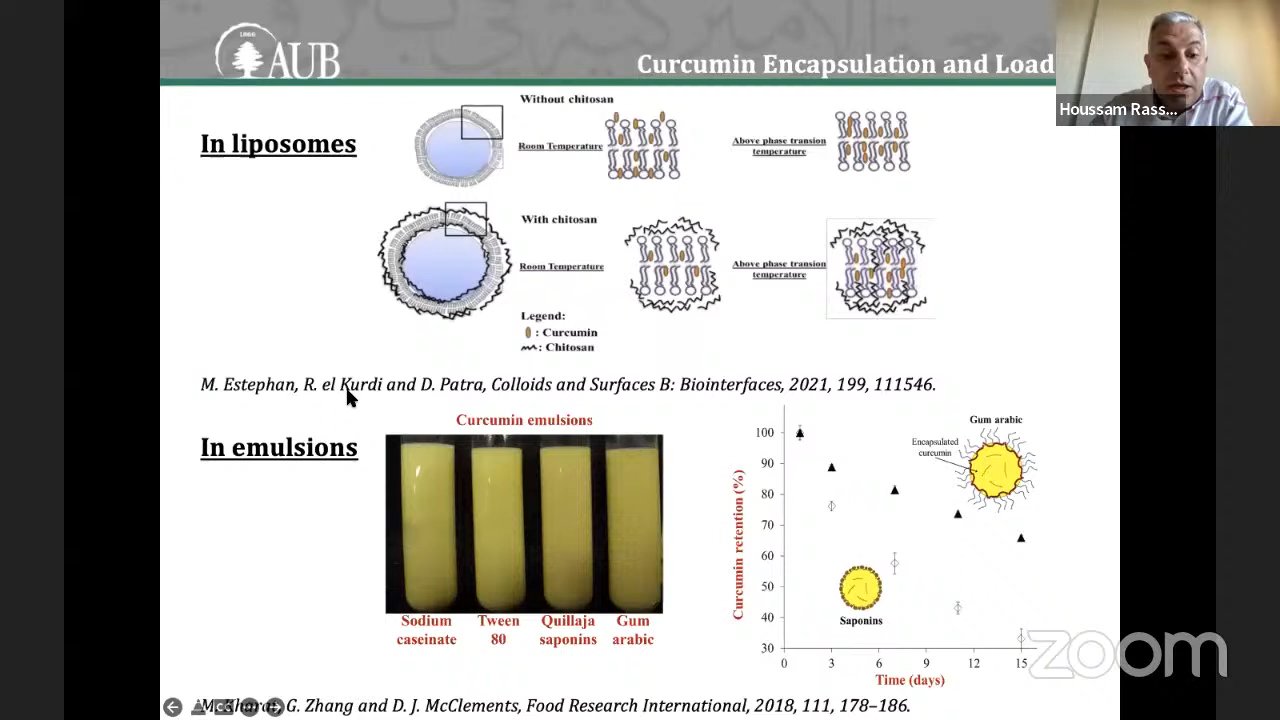 1866
AUB
Curcumin Encapsulation and Load
Houssam Rass...
In liposomes
Without chitosan
Room Temperature
Above phase transion
temperature
With chitosan
Room Temperature
Above phase transion
temperature
Legend:
: Curcumin
: Chitosan
M. Estephan, R. el Kurdi and D. Patra, Colloids and Surfaces B: Biointerfaces, 2021, 199, 111546.
In emulsions
Curcumin emulsions
Sodium
caseinate
Tween
80
Quillaja
saponins
Gum
arabic
Curcumin retention (%)
100
90
80
70
60
50
40
30
0
3
6
9
12
15
Time (days)
Gum arabic
Encapsulated
curcumin
Saponins
zoom
G. Zhang and D. J. McClements, Food Research International, 2018, 111, 178–186.